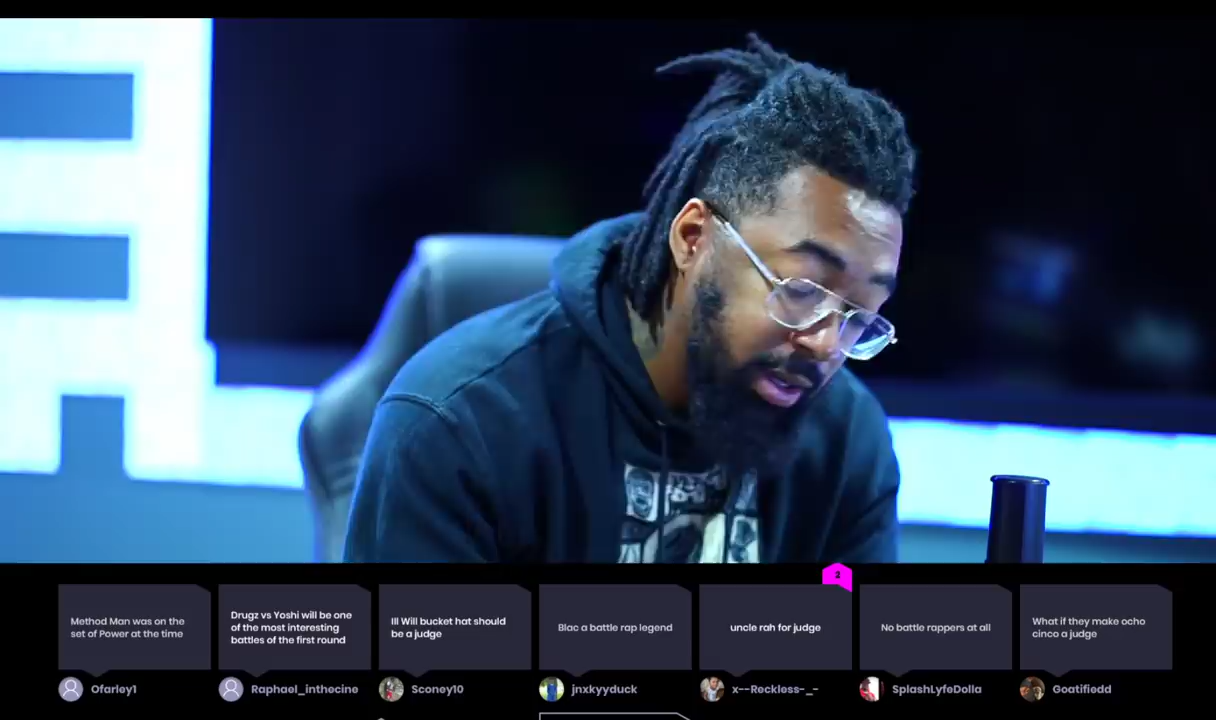 2
Method Man was on the
set of Power at the time
Drugz vs Yoshi will be one
of the most interesting
battles of the first round
Ill Will bucket hat should
be a judge
Blac a battle rap legend
uncle rah for judge
No battle rappers at all
What if they make ocho
cinco a judge
Ofarley1
Raphael_inthecine
Sconey10
jnxkyyduck
x--Reckless-_-
SplashLyfeDolla
Goatifiedd